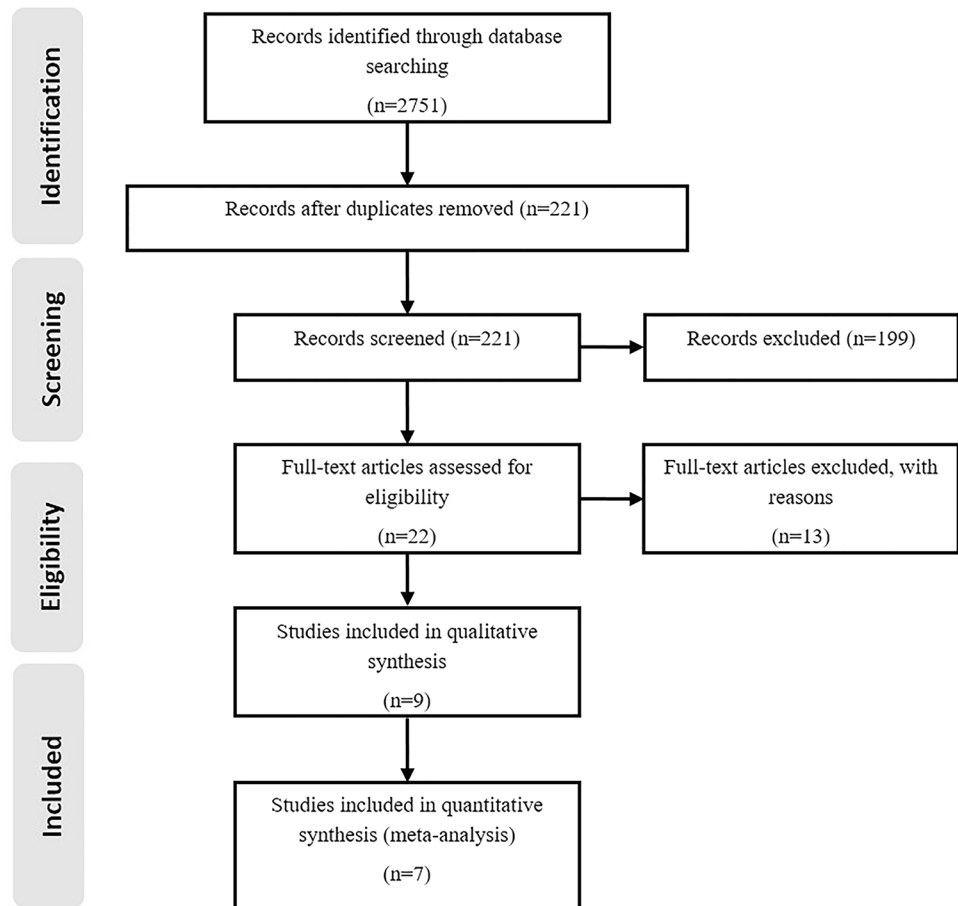 Identification
Records identified through database
searching
(n=2751)
Records after duplicates removed (n=221)
Screening
Records screened (n=221)
Records excluded (n=199)
Eligibility
Full-text articles assessed for
eligibility
(n=22)
Full-text articles excluded, with
reasons
(n=13)
Included
Studies included in qualitative
synthesis
(n=9)
Studies included in quantitative
synthesis (meta-analysis)
(n=7)